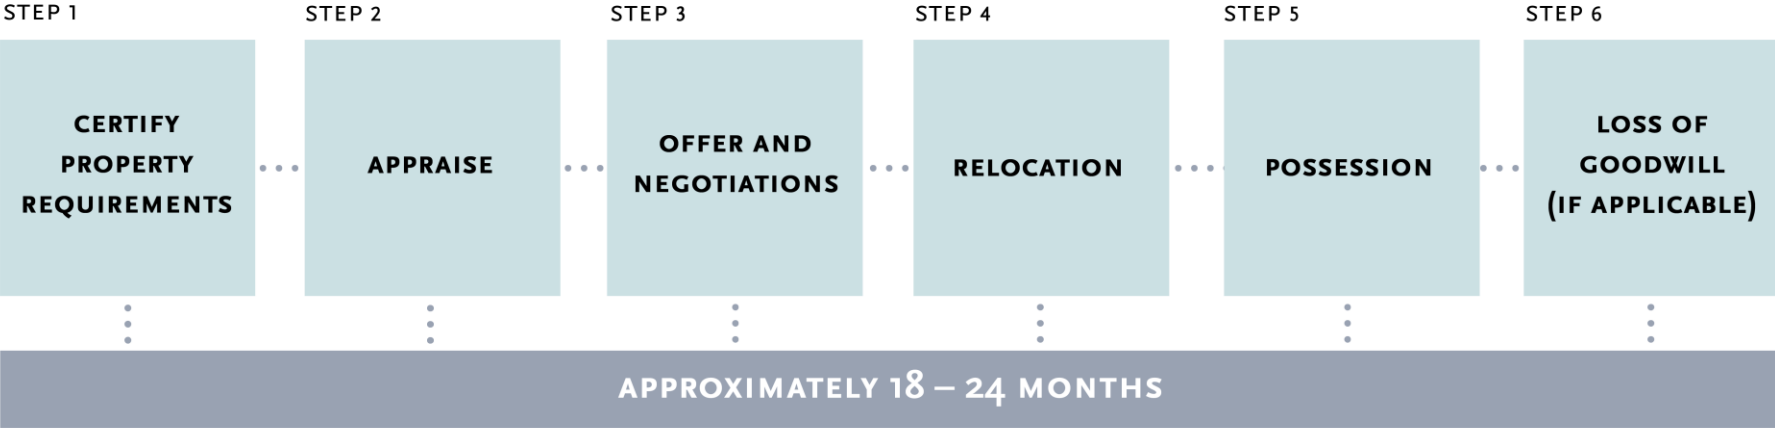 STEP 1
CERTIFY
PROPERTY
REQUIREMENTS
STEP 2
APPRAISE
STEP 3
OFFER AND
NEGOTIATIONS
STEP 4
RELOCATION
STEP 5
POSSESSION
STEP 6
LOSS OF
GOODWILL
(IF APPLICABLE)
APPROXIMATELY 18 – 24 MONTHS